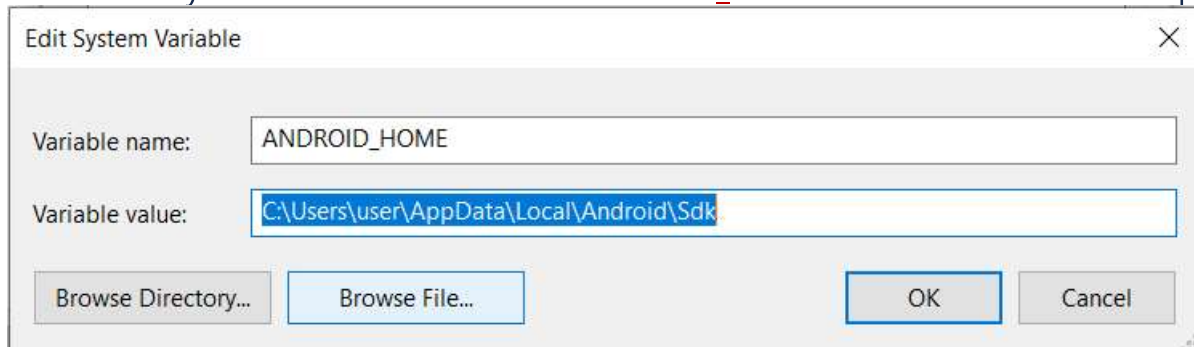 Edit System Variable
Variable name: ANDROID_HOME
Variable value: C:\Users\user\AppData\Local\Android\Sdk
Browse Directory... Browse File... OK Cancel